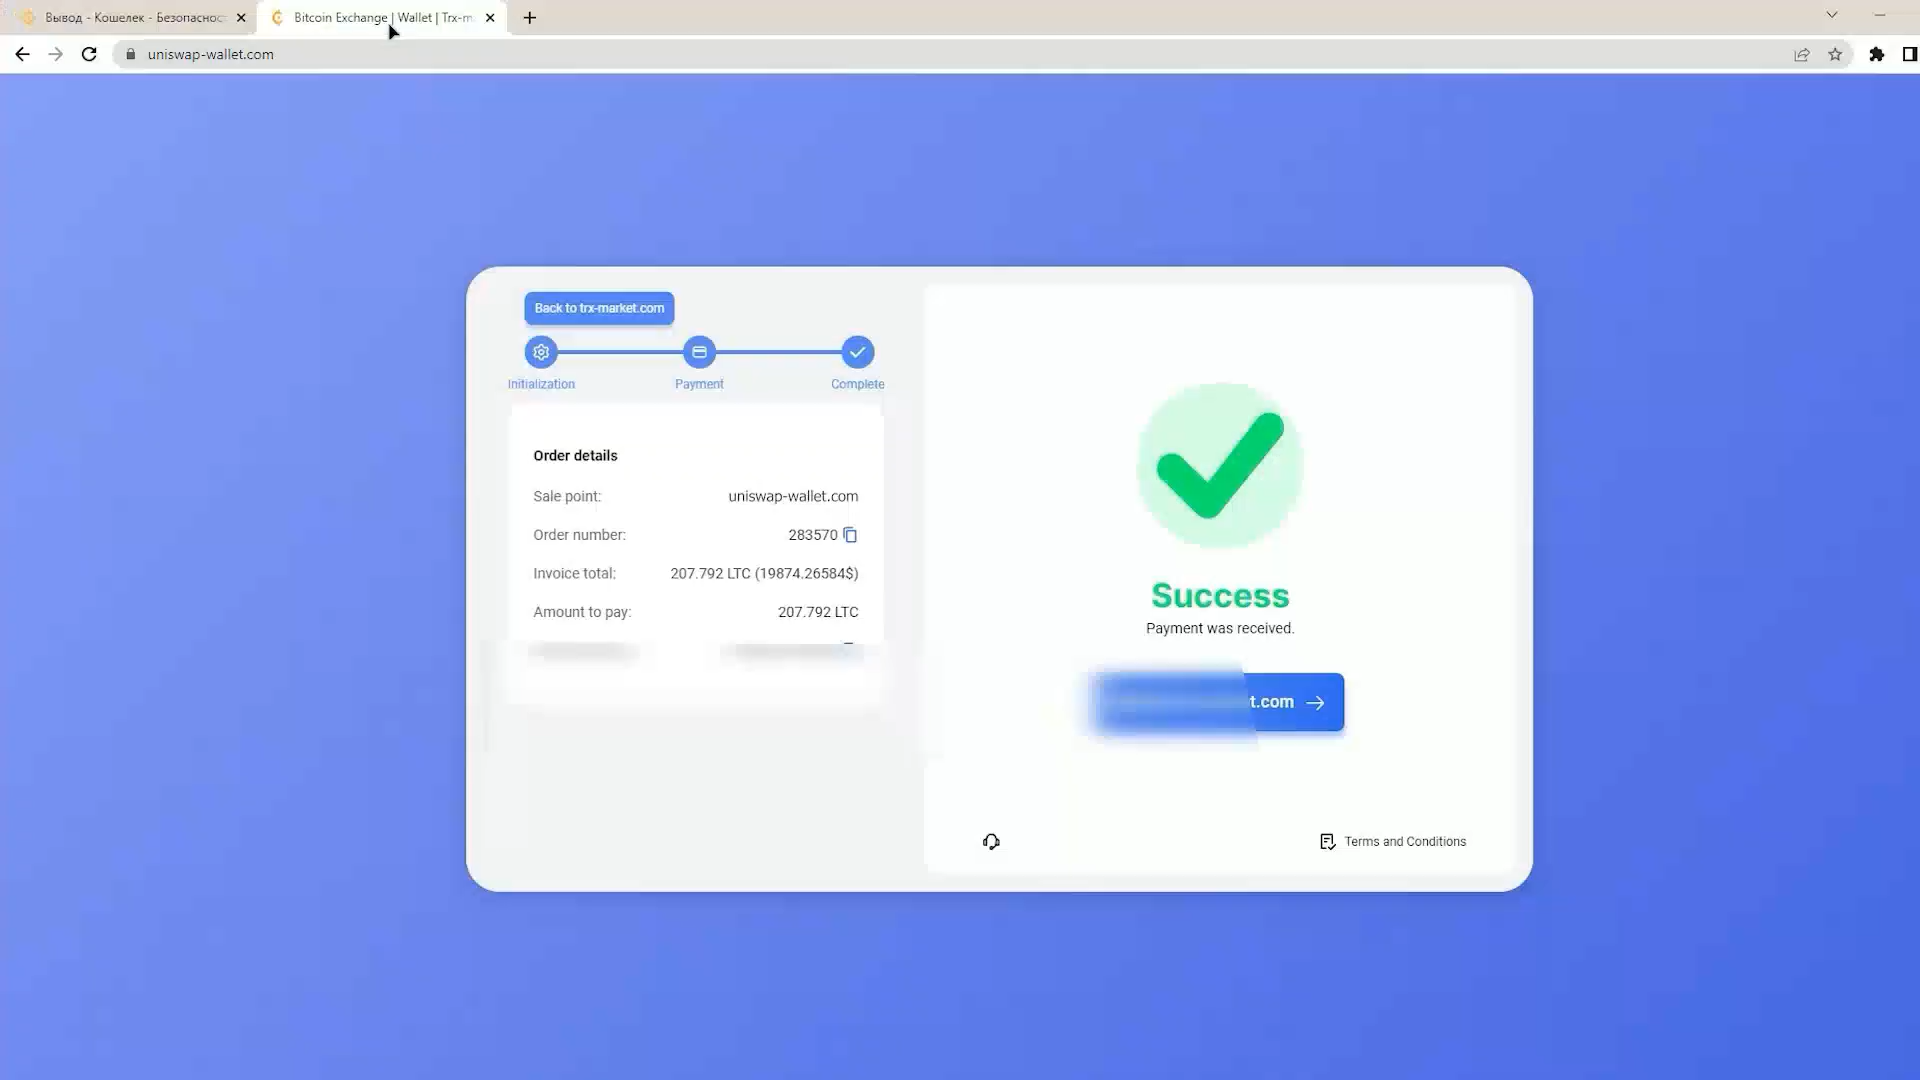 Вывод - Кошелек - Безопаснос
Bitcoin Exchange | Wallet | Trx-m
uniswap-wallet.com
Back to trx-market.com
Initialization
Payment
Complete
Order details
Sale point: uniswap-wallet.com
Order number: 283570
Invoice total: 207.792 LTC (19874.26584$)
Amount to pay: 207.792 LTC
Success
Payment was received.
t.com
Terms and Conditions